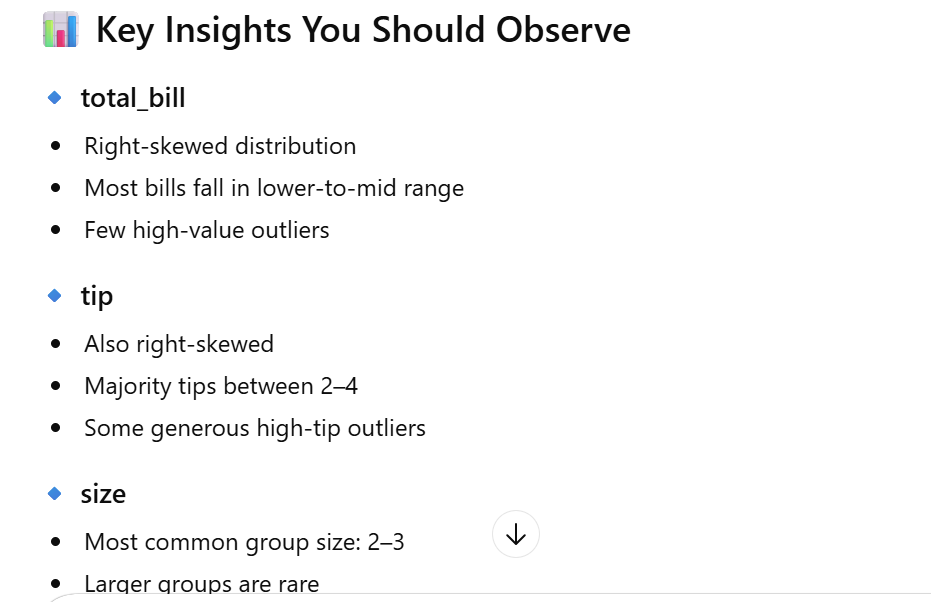 Key Insights You Should Observe
total_bill
Right-skewed distribution
Most bills fall in lower-to-mid range
Few high-value outliers
tip
Also right-skewed
Majority tips between 2–4
Some generous high-tip outliers
size
Most common group size: 2–3
Larger groups are rare